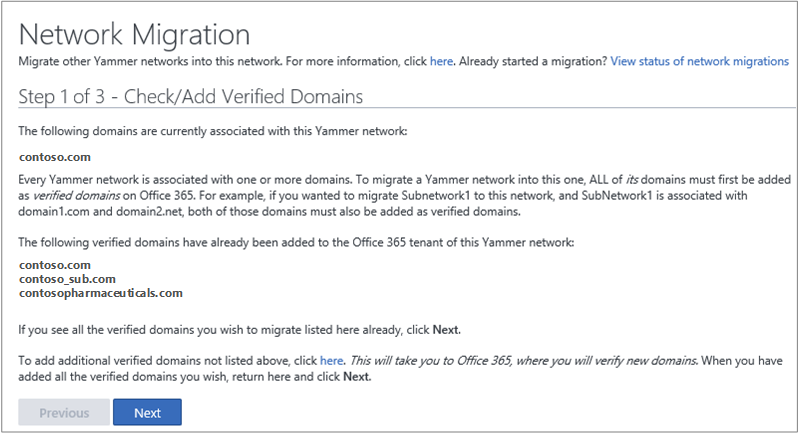 Network Migration
Migrate other Yammer networks into this network. For more information, click here. Already started a migration? View status of network migrations
Step 1 of 3 - Check/Add Verified Domains
The following domains are currently associated with this Yammer network:
contoso.com
Every Yammer network is associated with one or more domains. To migrate a Yammer network into this one, ALL of its domains must first be added
as verified domains on Office 365. For example, if you wanted to migrate Subnetwork1 to this network, and SubNetwork1 is associated with
domain1.com and domain2.net, both of those domains must also be added as verified domains.
The following verified domains have already been added to the Office 365 tenant of this Yammer network:
contoso.com
contoso_sub.com
contosopharmaceuticals.com
If you see all the verified domains you wish to migrate listed here already, click Next.
To add additional verified domains not listed above, click here. This will take you to Office 365, where you will verify new domains. When you have
added all the verified domains you wish, return here and click Next.
Previous Next